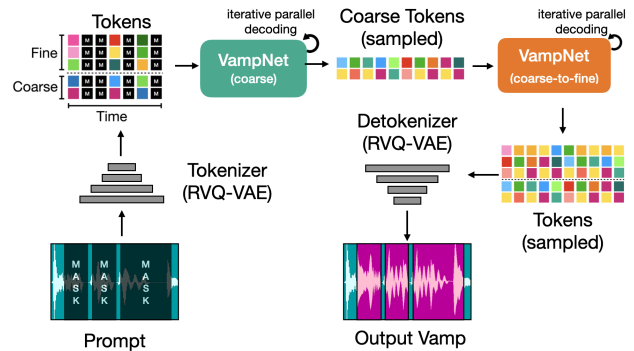 Tokens
Fine
M M M M
M M M M
M M M M
Coarse
M M M M
M M M M
Time
Tokenizer
(RVQ-VAE)
MASK
MASK
MASK
Prompt
iterative parallel
decoding
VampNet
(coarse)
Coarse Tokens
(sampled)
iterative parallel
decoding
VampNet
(coarse-to-fine)
Tokens
(sampled)
Detokenizer
(RVQ-VAE)
Output Vamp